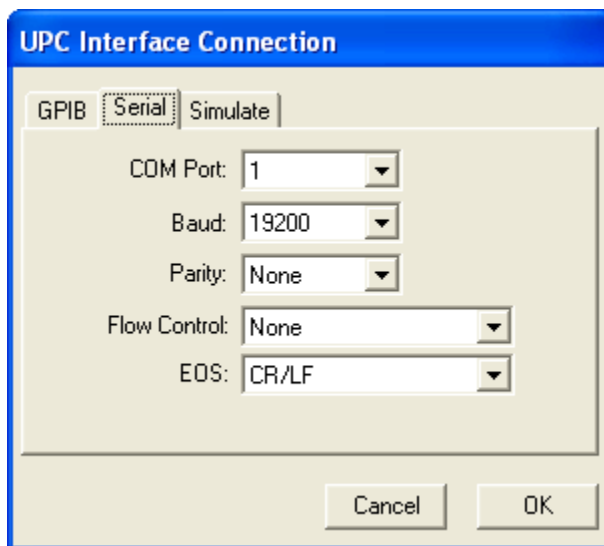 UPC Interface Connection
GPIB Serial Simulate
COM Port: 1
Baud: 19200
Parity: None
Flow Control: None
EOS: CR/LF
Cancel OK